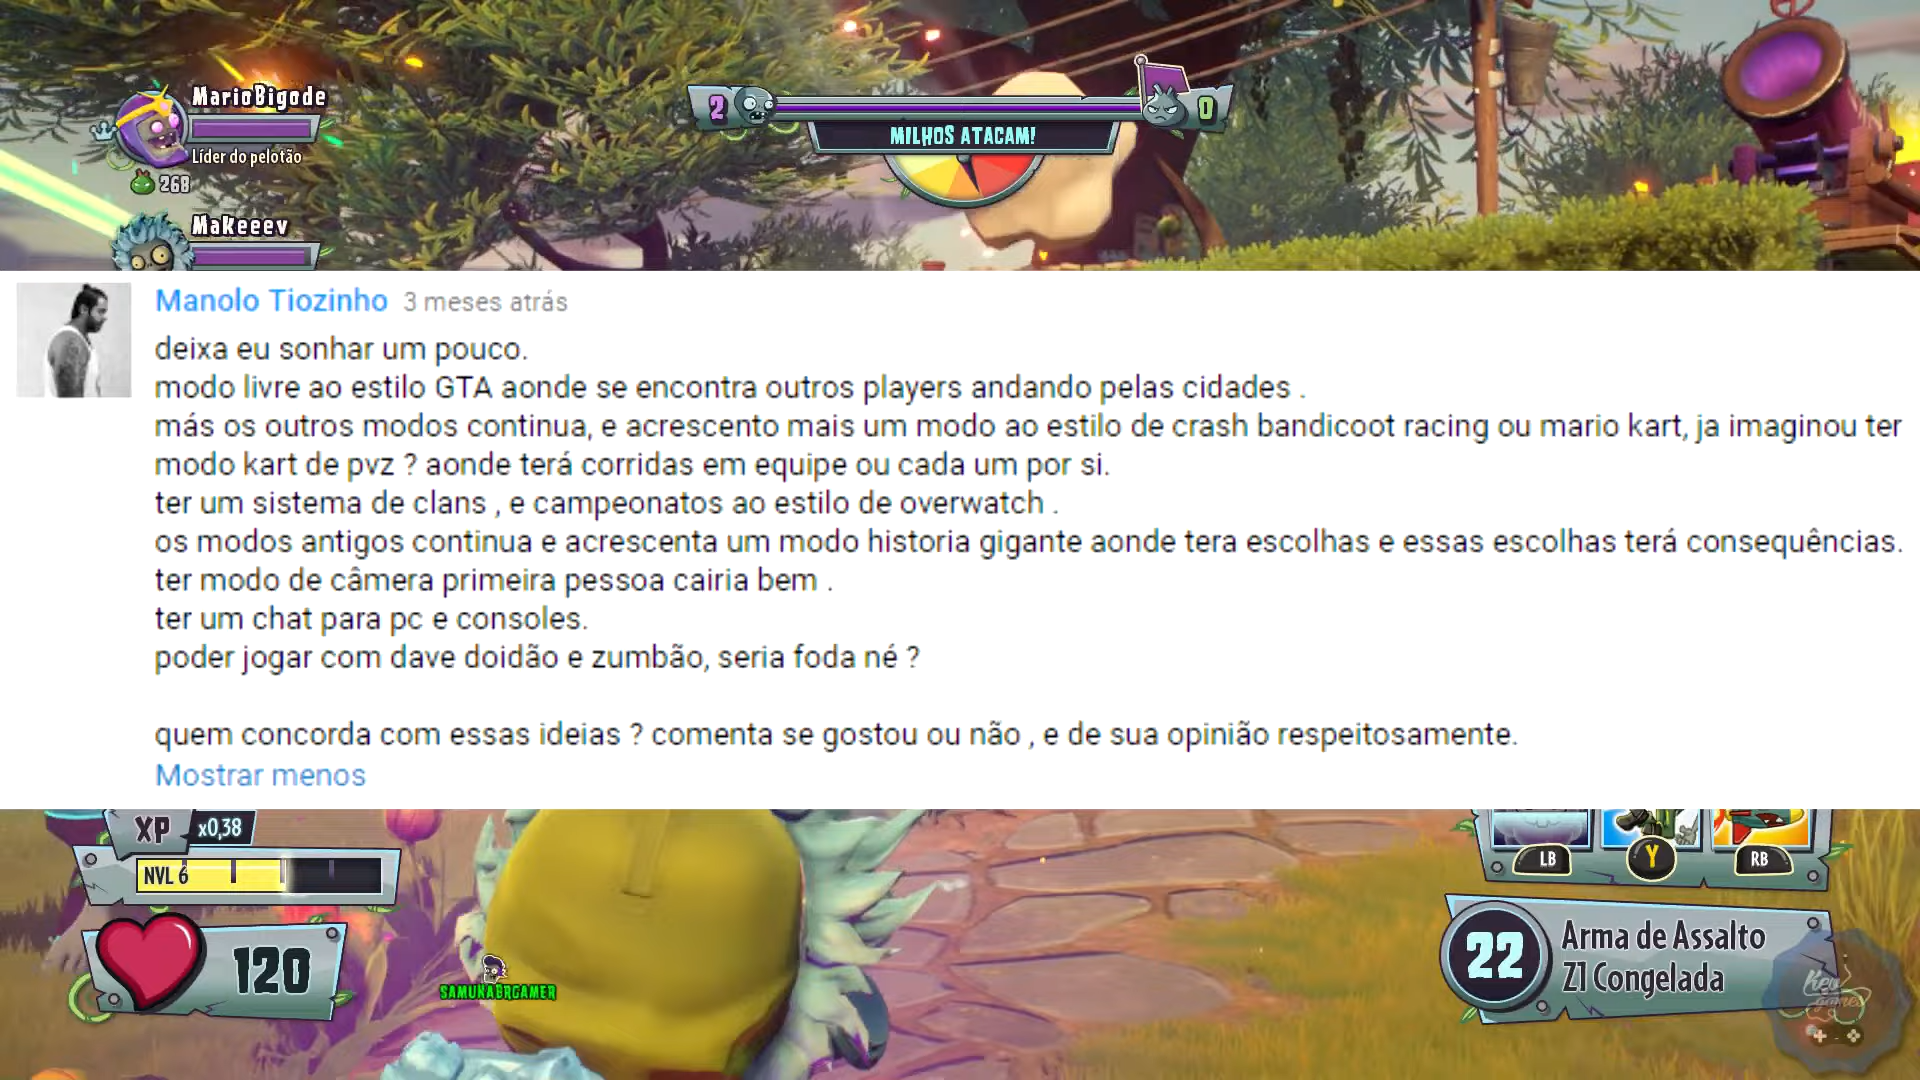 MarioBigode
Líder do pelotão
268
Makeeev
2
0
MILHOS ATACAM!
Manolo Tiozinho 3 meses atrás
deixa eu sonhar um pouco.
modo livre ao estilo GTA aonde se encontra outros players andando pelas cidades .
más os outros modos continua, e acrescento mais um modo ao estilo de crash bandicoot racing ou mario kart, ja imaginou ter
modo kart de pvz ? aonde terá corridas em equipe ou cada um por si.
ter um sistema de clans , e campeonatos ao estilo de overwatch .
os modos antigos continua e acrescenta um modo historia gigante aonde tera escolhas e essas escolhas terá consequências.
ter modo de câmera primeira pessoa cairia bem .
ter um chat para pc e consoles.
poder jogar com dave doidão e zumbão, seria foda né ?
quem concorda com essas ideias ? comenta se gostou ou não , e de sua opinião respeitosamente.
Mostrar menos
XP x0,38
NVL 6
120
SAMUKABRGAMER
LB
Y
RB
22
Arma de Assalto
Z1 Congelada
Kev
games